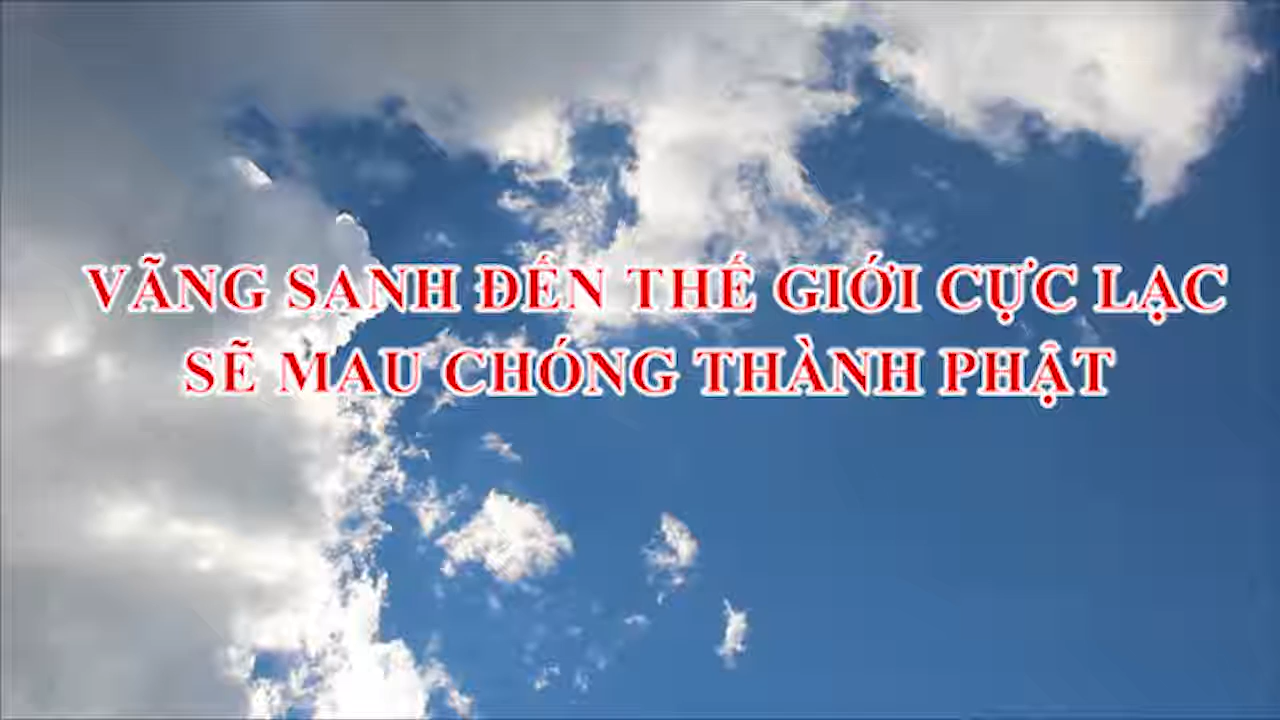 VÃNG SANH ĐẾN THẾ GIỚI CỰC LẠC
SẼ MAU CHÓNG THÀNH PHẬT